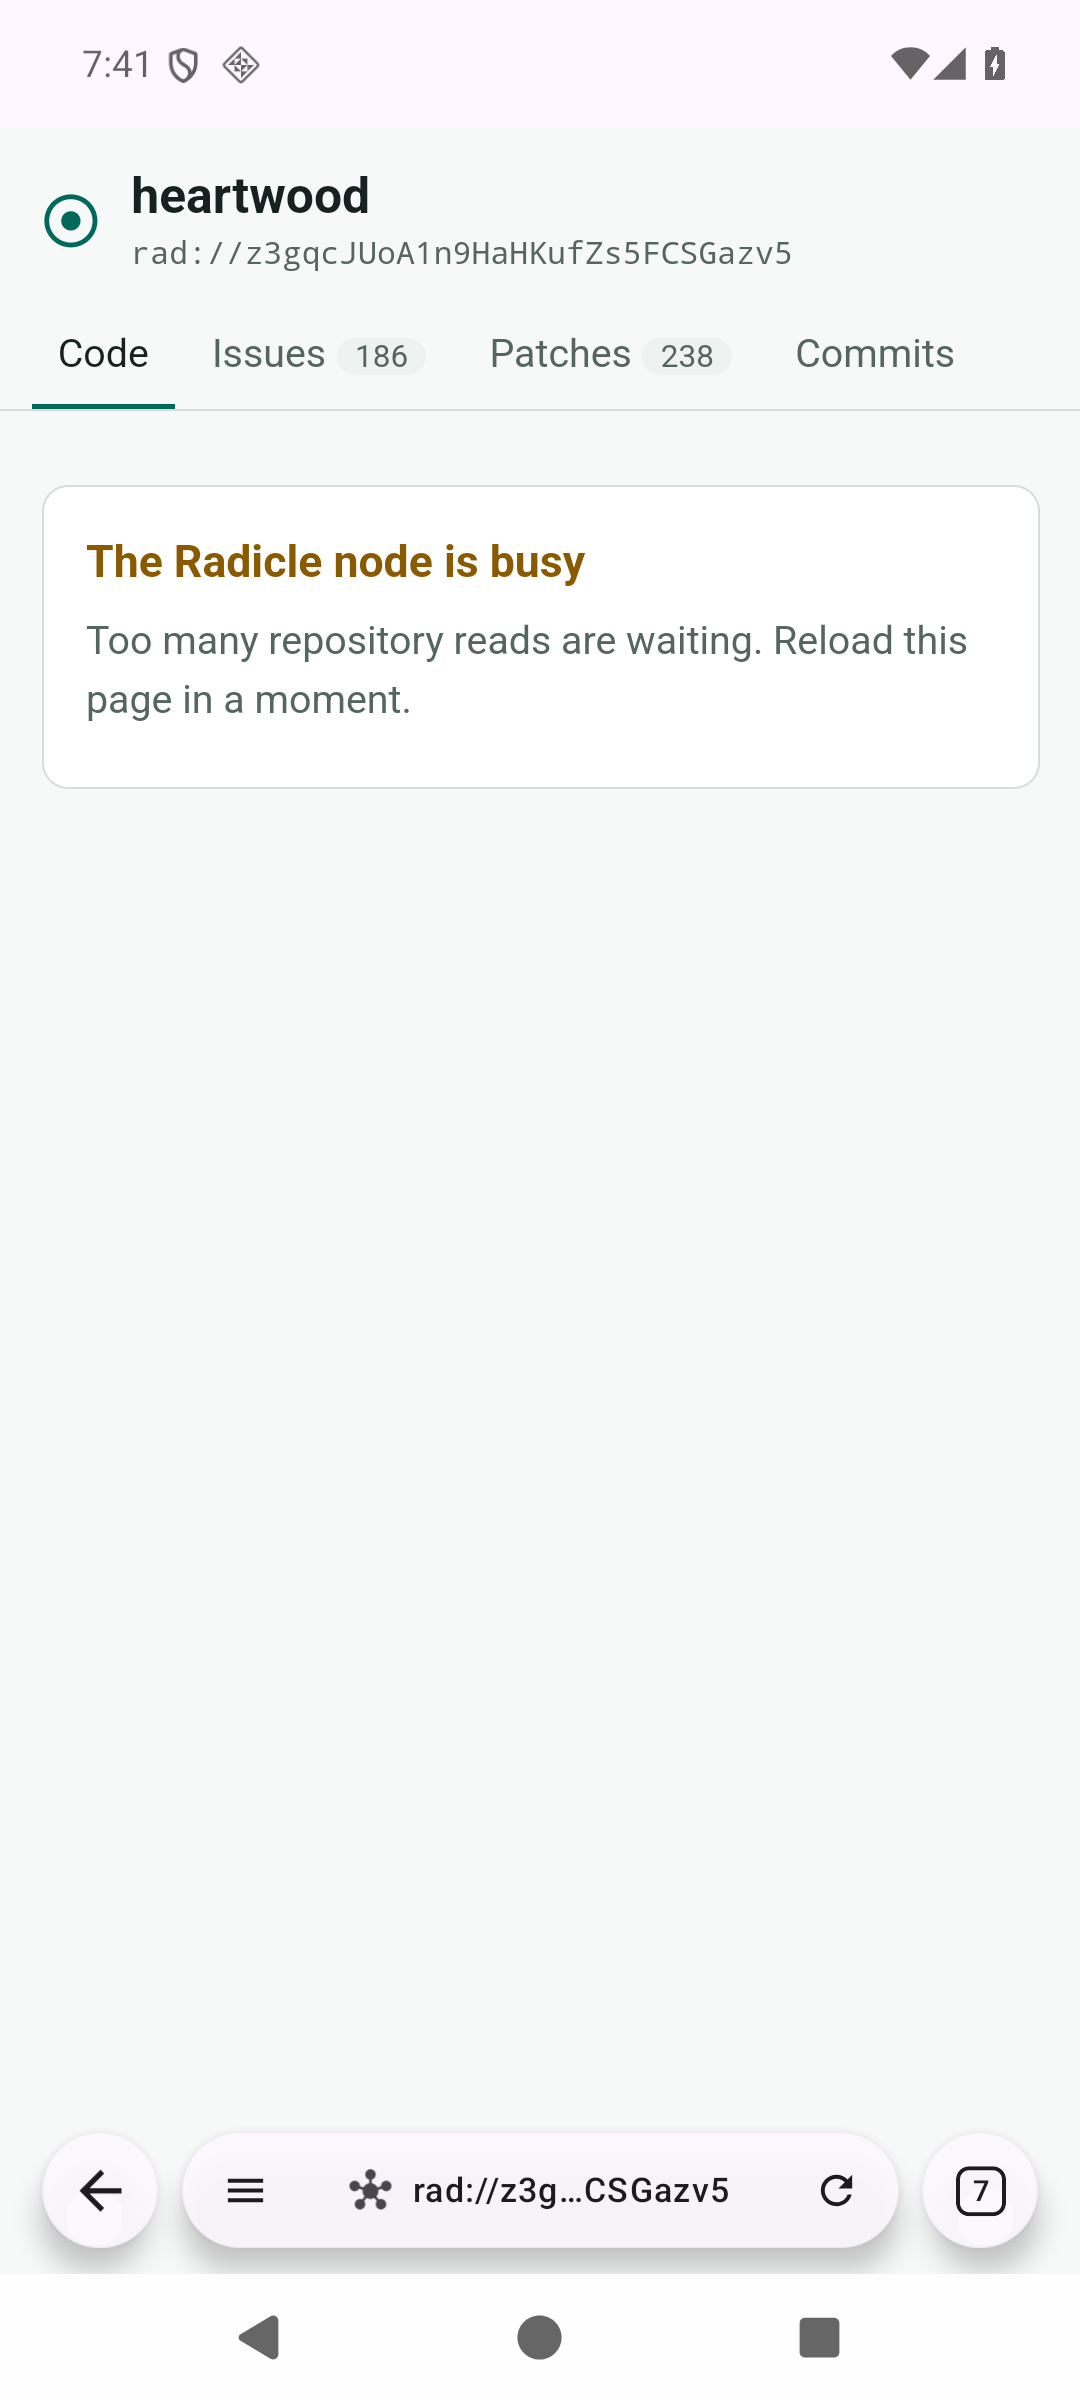 7:41
heartwood
rad://z3gqcJUoA1n9HaHKufZs5FCSGazv5
Code Issues 186 Patches 238 Commits
The Radicle node is busy
Too many repository reads are waiting. Reload this
page in a moment.
rad://z3g…CSGazv5 7